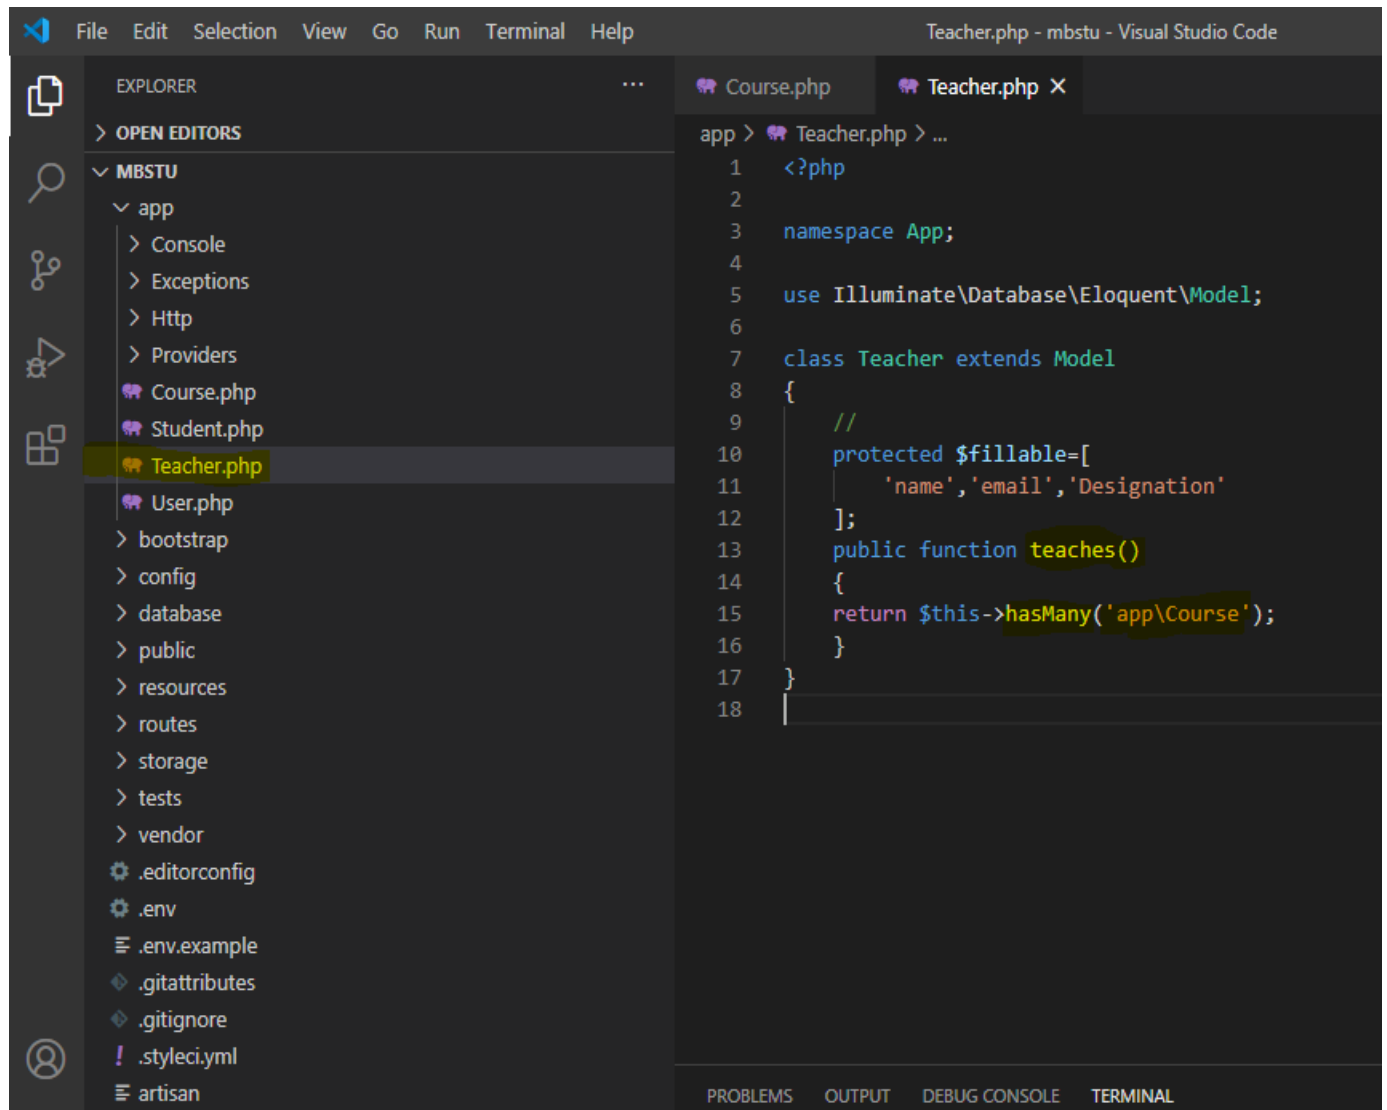 File Edit Selection View Go Run Terminal Help Teacher.php - mbstu - Visual Studio Code
EXPLORER ...
OPEN EDITORS
MBSTU
app
Console
Exceptions
Http
Providers
Course.php
Student.php
Teacher.php
User.php
bootstrap
config
database
public
resources
routes
storage
tests
vendor
.editorconfig
.env
.env.example
.gitattributes
.gitignore
.styleci.yml
artisan
Course.php Teacher.php
app > Teacher.php > ...
1 <?php
2
3 namespace App;
4
5 use Illuminate\Database\Eloquent\Model;
6
7 class Teacher extends Model
8 {
9 //
10 protected $fillable=[
11 'name','email','Designation'
12 ];
13 public function teaches()
14 {
15 return $this->hasMany('app\Course');
16 }
17 }
18
PROBLEMS OUTPUT DEBUG CONSOLE TERMINAL